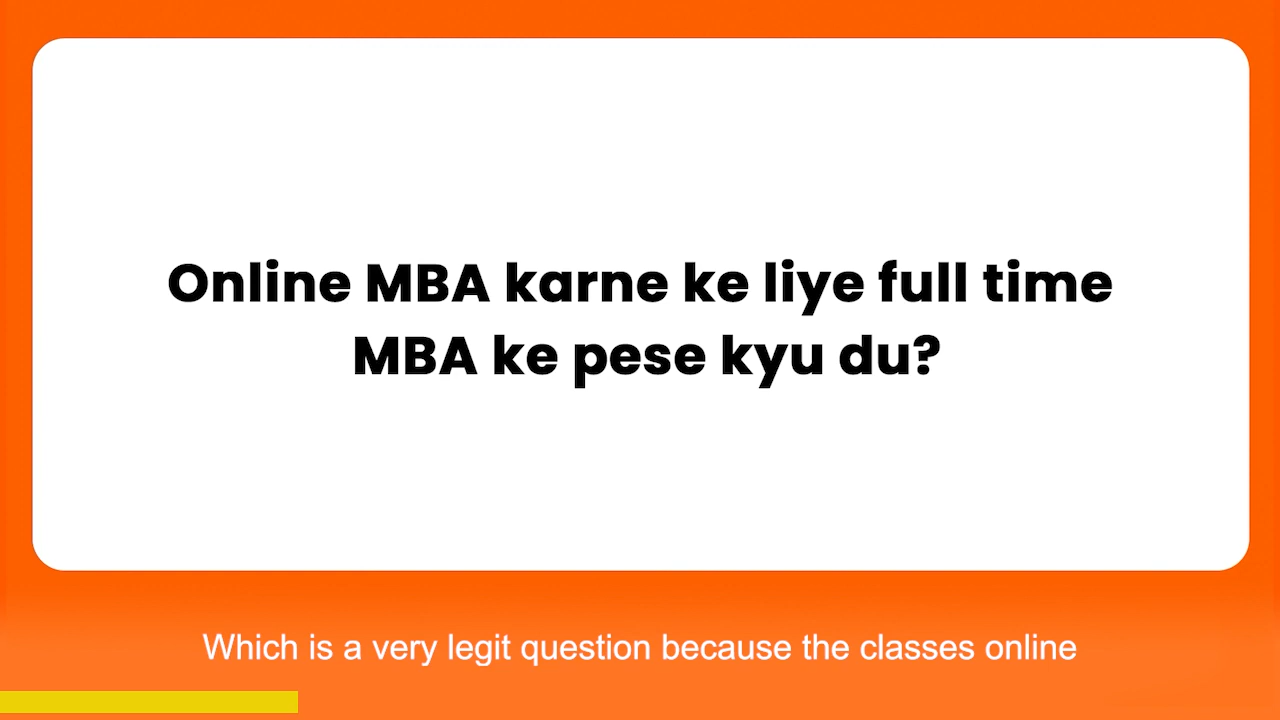 Online MBA karne ke liye full time
MBA ke pese kyu du?
Which is a very legit question because the classes online